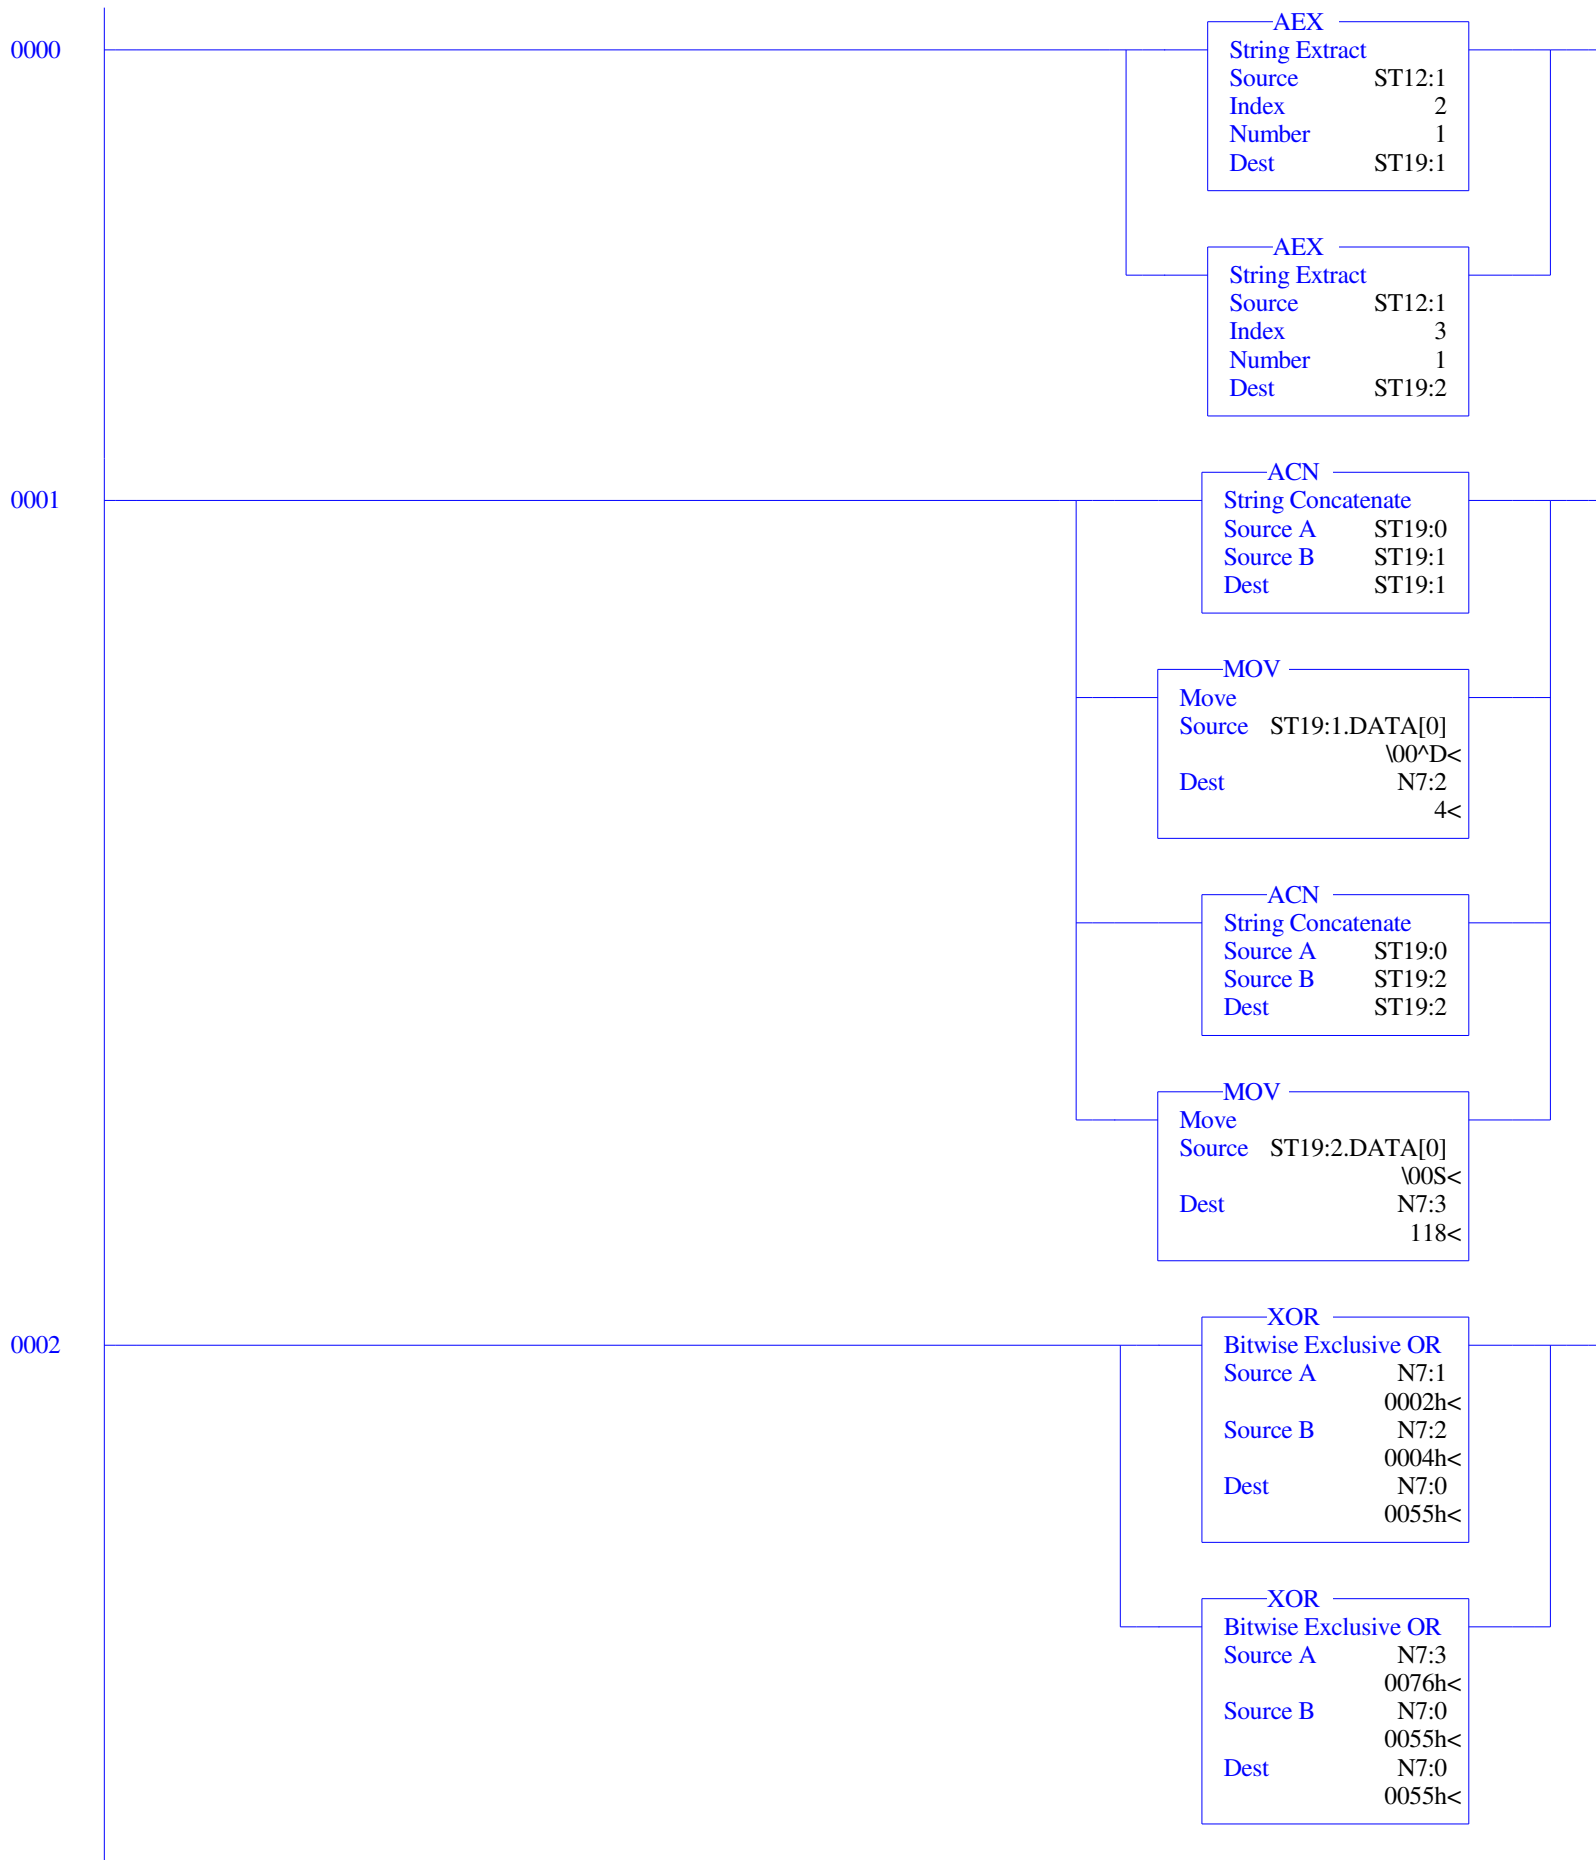 0000
AEX
String Extract
Source ST12:1
Index 2
Number 1
Dest ST19:1
AEX
String Extract
Source ST12:1
Index 3
Number 1
Dest ST19:2
0001
ACN
String Concatenate
Source A ST19:0
Source B ST19:1
Dest ST19:1
MOV
Move
Source ST19:1.DATA[0]
\00^D<
Dest N7:2
4<
ACN
String Concatenate
Source A ST19:0
Source B ST19:2
Dest ST19:2
MOV
Move
Source ST19:2.DATA[0]
\00S<
Dest N7:3
118<
0002
XOR
Bitwise Exclusive OR
Source A N7:1
0002h<
Source B N7:2
0004h<
Dest N7:0
0055h<
XOR
Bitwise Exclusive OR
Source A N7:3
0076h<
Source B N7:0
0055h<
Dest N7:0
0055h<